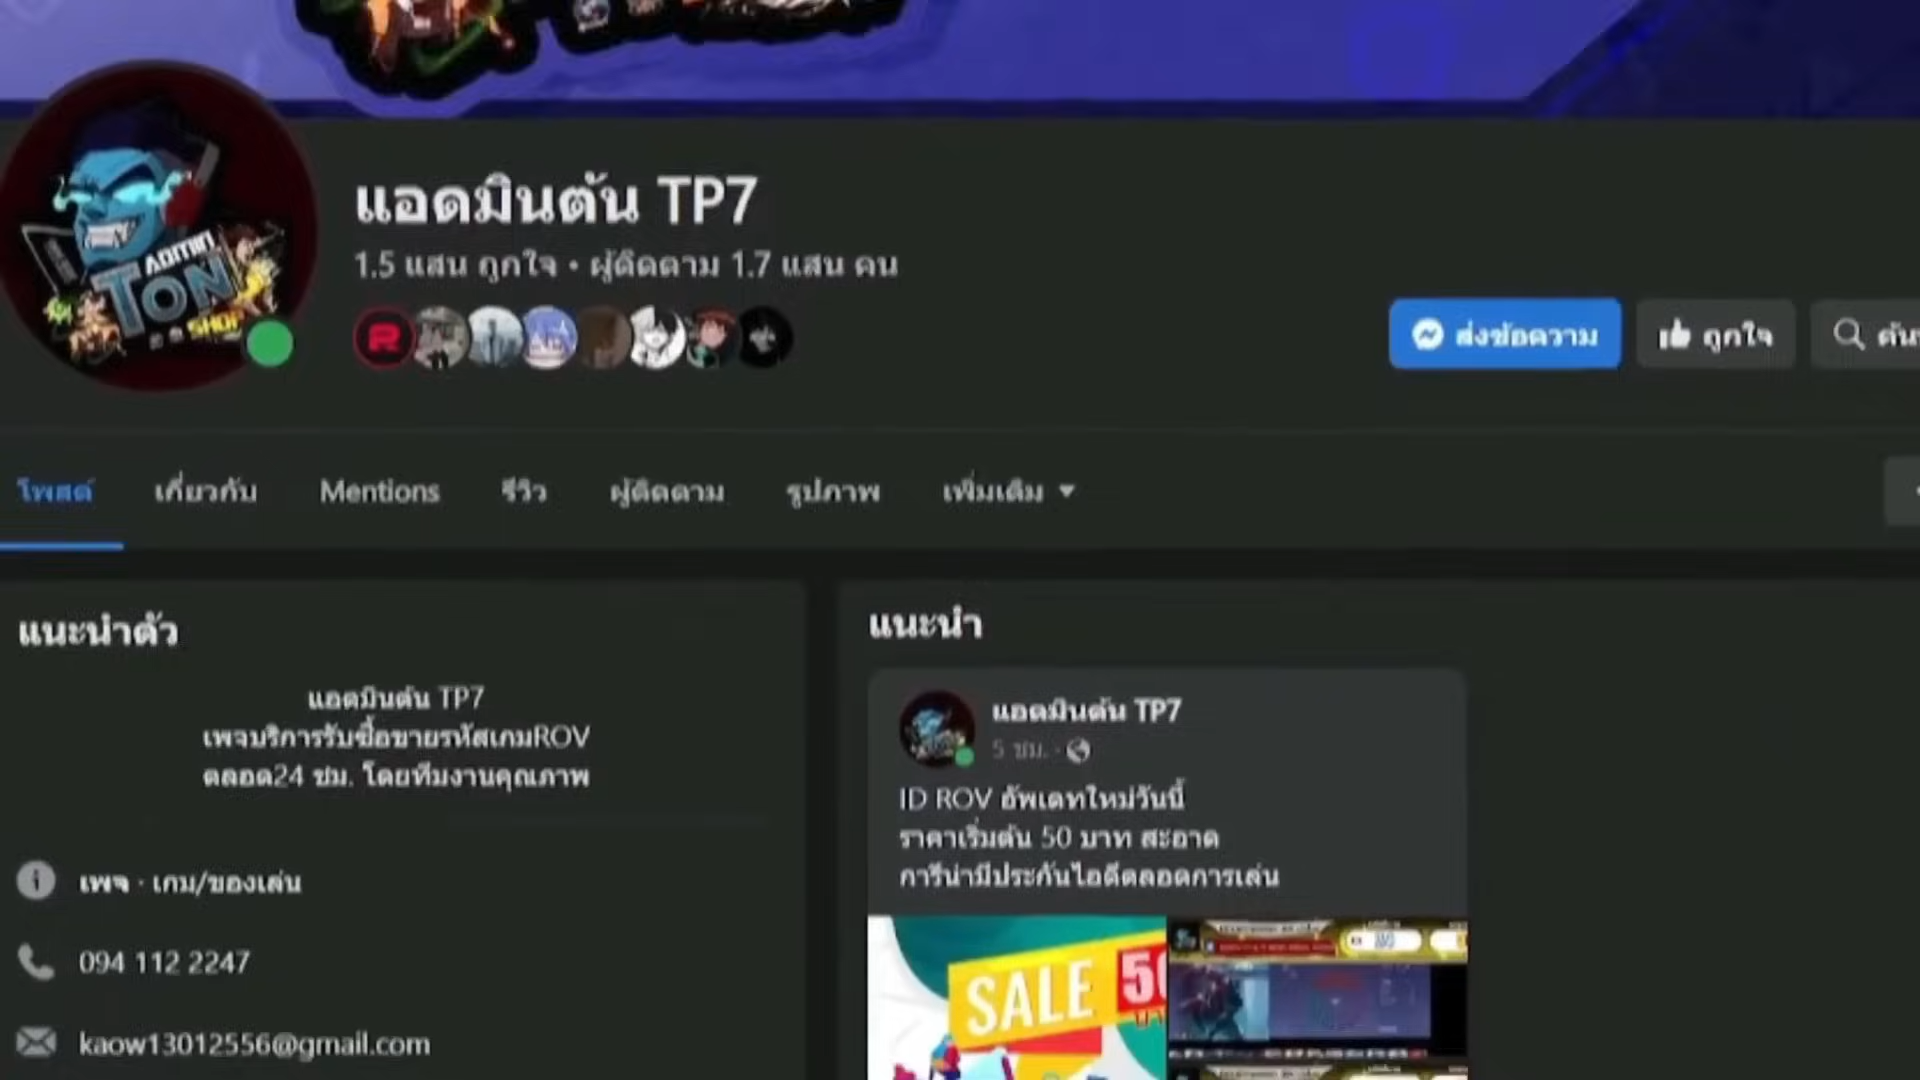 ADMIN
TON
SHOP
แอดมินต้น TP7
1.5 แสน ถูกใจ • ผู้ติดตาม 1.7 แสน คน
ส่งข้อความ
ถูกใจ
โพสต์
เกี่ยวกับ
Mentions
รีวิว
ผู้ติดตาม
รูปภาพ
เพิ่มเติม
แนะนำตัว
แอดมินต้น TP7
เพจบริการรับซื้อขายรหัสเกมROV
ตลอด24 ชม. โดยทีมงานคุณภาพ
เพจ · เกม/ของเล่น
094 112 2247
kaow13012556@gmail.com
แนะนำ
แอดมินต้น TP7
5 ชม. ·
ID ROV อัพเดทใหม่วันนี้
ราคาเริ่มต้น 50 บาท สะอาด
การีน่ามีประกันไอดีตลอดการเล่น
SALE 50